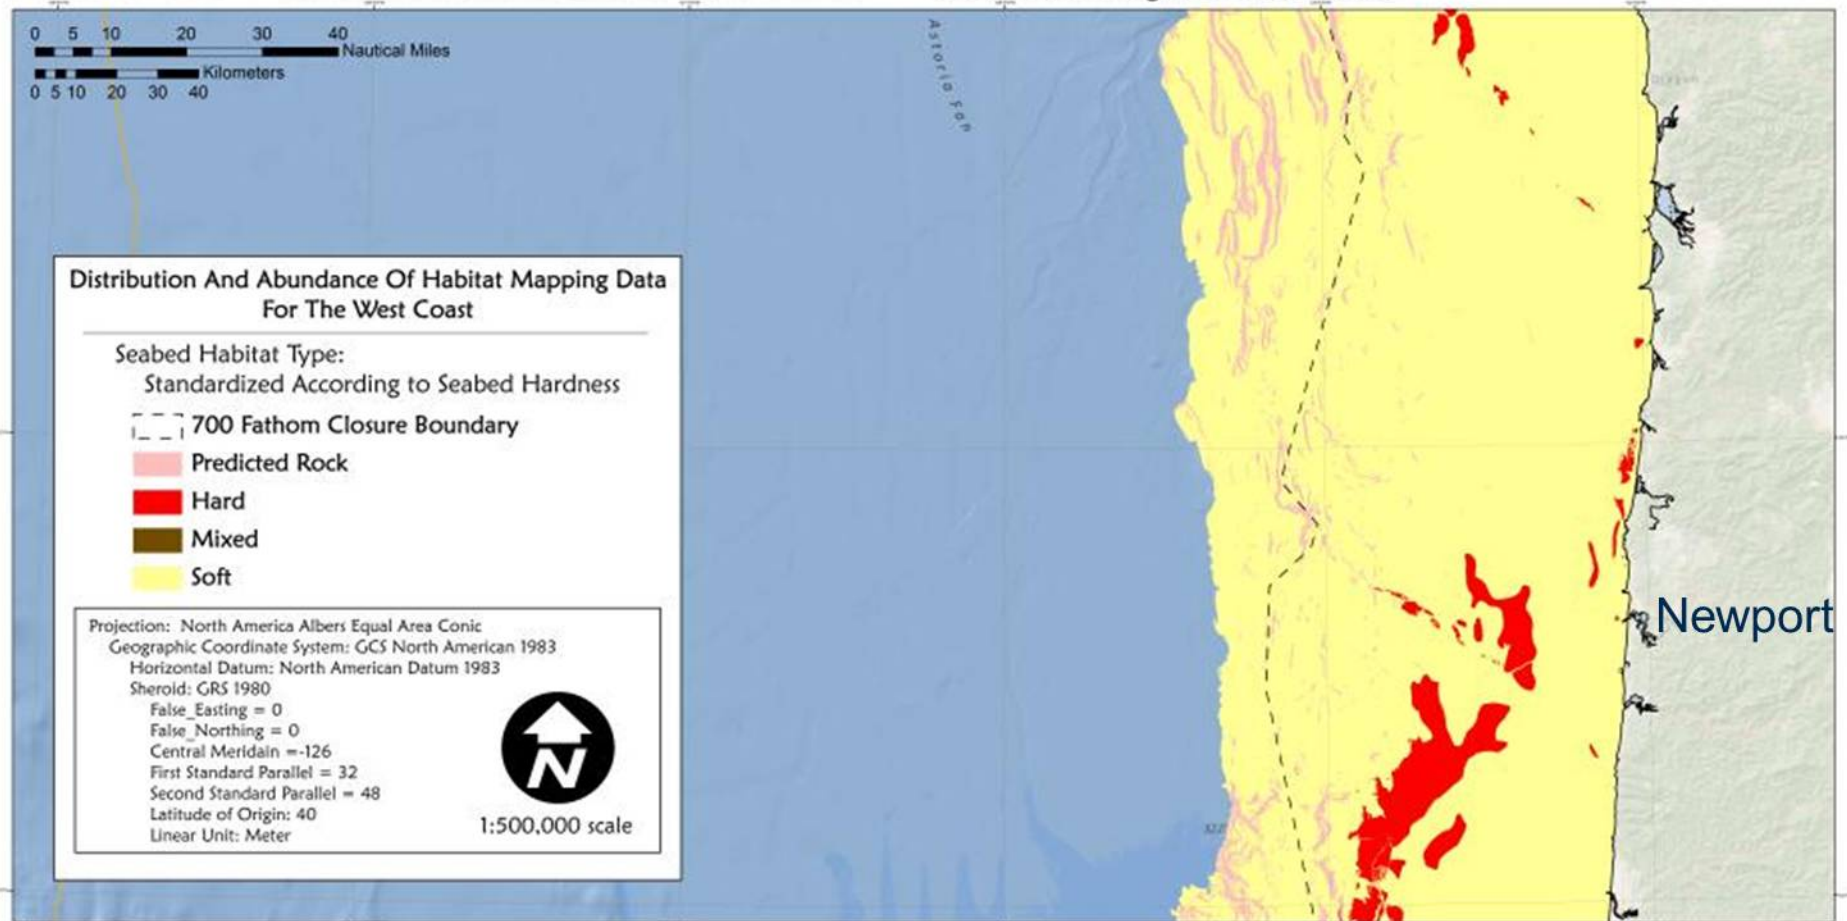 0 5 10 20 30 40
Nautical Miles
Kilometers
0 5 10 20 30 40
Astoria Fan
Distribution And Abundance Of Habitat Mapping Data
For The West Coast
Seabed Habitat Type:
Standardized According to Seabed Hardness
700 Fathom Closure Boundary
Predicted Rock
Hard
Mixed
Soft
Projection: North America Albers Equal Area Conic
Geographic Coordinate System: GCS North American 1983
Horizontal Datum: North American Datum 1983
Sheroid: GRS 1980
False_Easting = 0
False_Northing = 0
Central Meridain =-126
First Standard Parallel = 32
Second Standard Parallel = 48
Latitude of Origin: 40
Linear Unit: Meter
N
1:500,000 scale
Newport